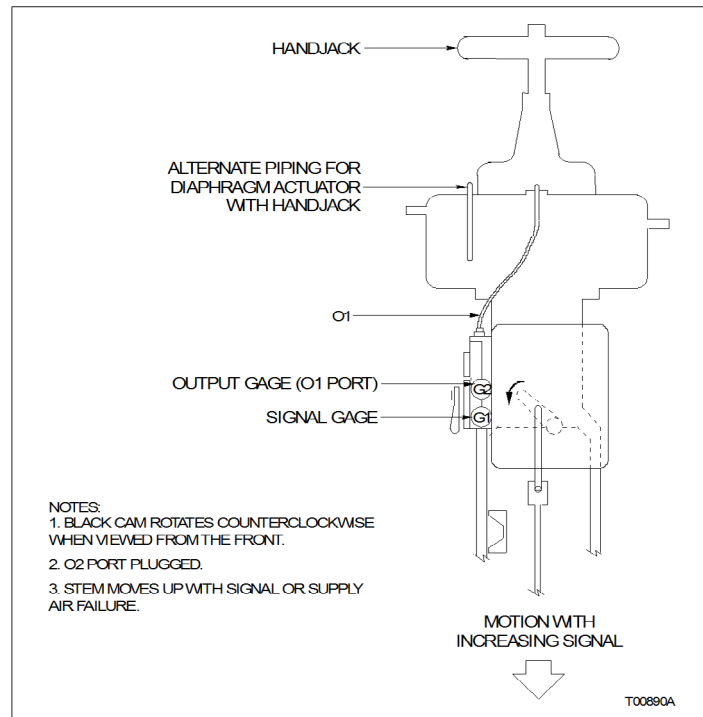 HANDJACK
ALTERNATE PIPING FOR
DIAPHRAGM ACTUATOR
WITH HANDJACK
O1
OUTPUT GAGE (O1 PORT)
G2
SIGNAL GAGE
G1
NOTES:
1. BLACK CAM ROTATES COUNTERCLOCKWISE
WHEN VIEWED FROM THE FRONT.
2. O2 PORT PLUGGED.
3. STEM MOVES UP WITH SIGNAL OR SUPPLY
AIR FAILURE.
MOTION WITH
INCREASING SIGNAL
T00890A